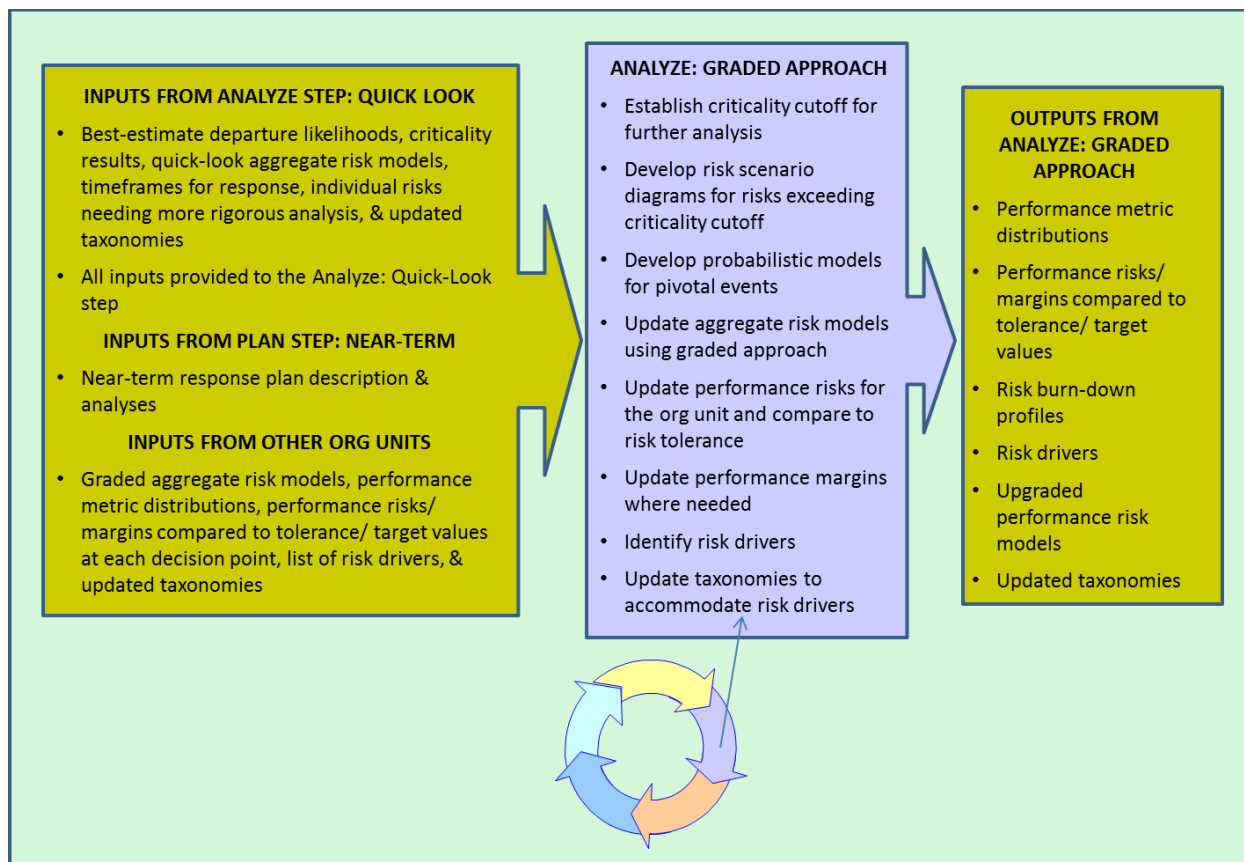 INPUTS FROM ANALYZE STEP: QUICK LOOK
• Best-estimate departure likelihoods, criticality
results, quick-look aggregate risk models,
timeframes for response, individual risks
needing more rigorous analysis, & updated
taxonomies
• All inputs provided to the Analyze: Quick-Look
step
INPUTS FROM PLAN STEP: NEAR-TERM
• Near-term response plan description &
analyses
INPUTS FROM OTHER ORG UNITS
• Graded aggregate risk models, performance
metric distributions, performance risks/
margins compared to tolerance/ target values
at each decision point, list of risk drivers, &
updated taxonomies
ANALYZE: GRADED APPROACH
• Establish criticality cutoff for
further analysis
• Develop risk scenario
diagrams for risks exceeding
criticality cutoff
• Develop probabilistic models
for pivotal events
• Update aggregate risk models
using graded approach
• Update performance risks for
the org unit and compare to
risk tolerance
• Update performance margins
where needed
• Identify risk drivers
• Update taxonomies to
accommodate risk drivers
OUTPUTS FROM
ANALYZE: GRADED
APPROACH
• Performance metric
distributions
• Performance risks/
margins compared to
tolerance/ target
values
• Risk burn-down
profiles
• Risk drivers
• Upgraded
performance risk
models
• Updated taxonomies